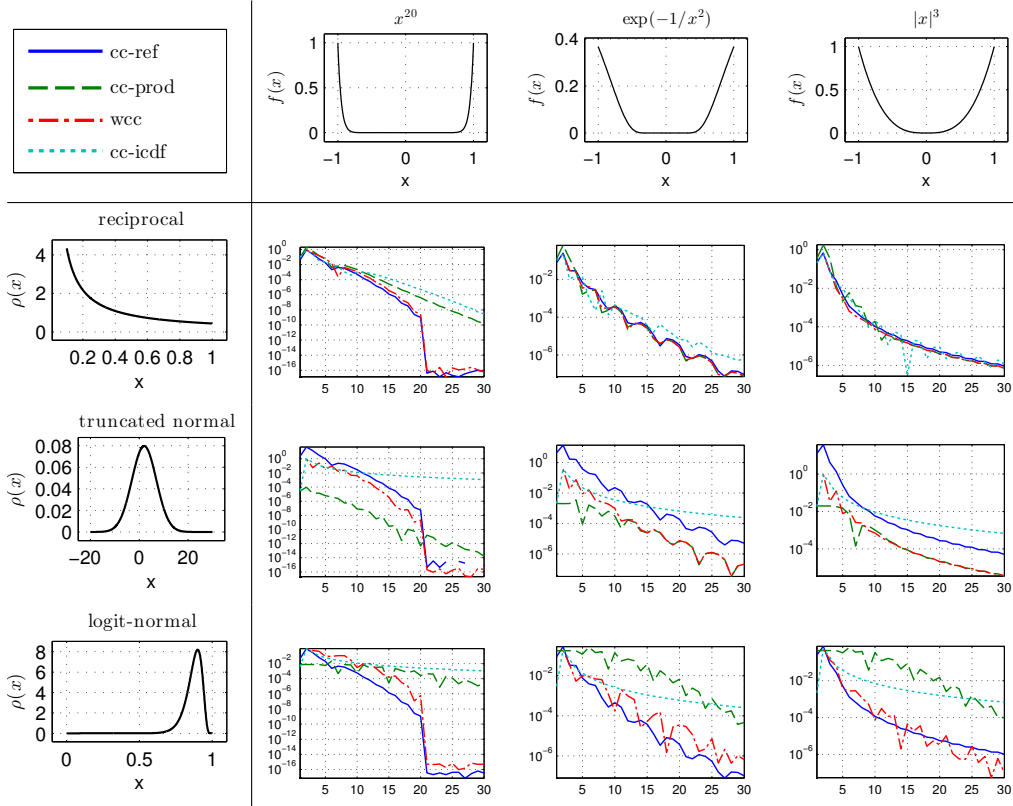 cc-ref
cc-prod
wcc
cc-icdf
x^20
1
0.5
0
f(x)
−1 0 1
x
exp(−1/x^2)
0.4
0.2
0
f(x)
−1 0 1
x
|x|^3
1
0.5
0
f(x)
−1 0 1
x
reciprocal
4
2
0
ρ(x)
0.2 0.4 0.6 0.8 1
x
10^0
10^-2
10^-4
10^-6
10^-8
10^-10
10^-12
10^-14
10^-16
5 10 15 20 25 30
10^-2
10^-4
10^-6
5 10 15 20 25 30
10^0
10^-2
10^-4
10^-6
5 10 15 20 25 30
truncated normal
0.08
0.06
0.04
0.02
0
ρ(x)
−20 0 20
x
10^0
10^-2
10^-4
10^-6
10^-8
10^-10
10^-12
10^-14
10^-16
5 10 15 20 25 30
10^0
10^-2
10^-4
10^-6
5 10 15 20 25 30
10^0
10^-2
10^-4
5 10 15 20 25 30
logit-normal
8
6
4
2
0
ρ(x)
0 0.5 1
x
10^-2
10^-4
10^-6
10^-8
10^-10
10^-12
10^-14
10^-16
5 10 15 20 25 30
10^-2
10^-4
10^-6
5 10 15 20 25 30
10^-2
10^-4
10^-6
5 10 15 20 25 30